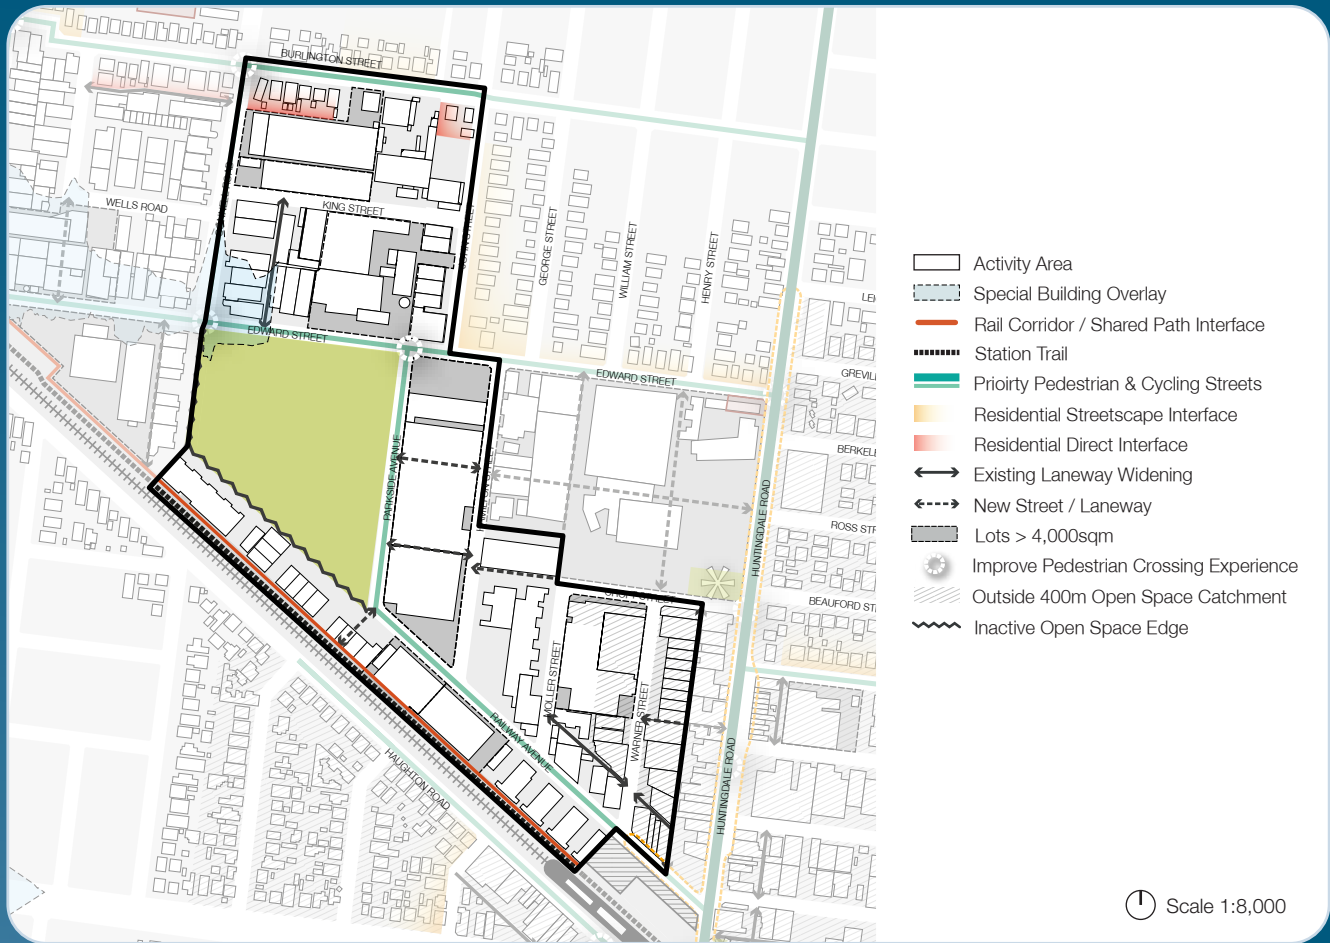 BURLINGTON STREET
WELLS ROAD
KING STREET
GEORGE STREET
WILLIAM STREET
HENRY STREET
EDWARD STREET
EDWARD STREET
GREVIL
BERKEL
PARKSIDE AVENUE
HUNTINGDALE ROAD
ROSS STR
BEAUFORD ST
MOLLER STREET
WARNER STREET
RAILWAY AVENUE
HAUGHTON ROAD
HUNTINGDALE ROAD
Activity Area
Special Building Overlay
Rail Corridor / Shared Path Interface
Station Trail
Prioirty Pedestrian & Cycling Streets
Residential Streetscape Interface
Residential Direct Interface
Existing Laneway Widening
New Street / Laneway
Lots > 4,000sqm
Improve Pedestrian Crossing Experience
Outside 400m Open Space Catchment
Inactive Open Space Edge
Scale 1:8,000